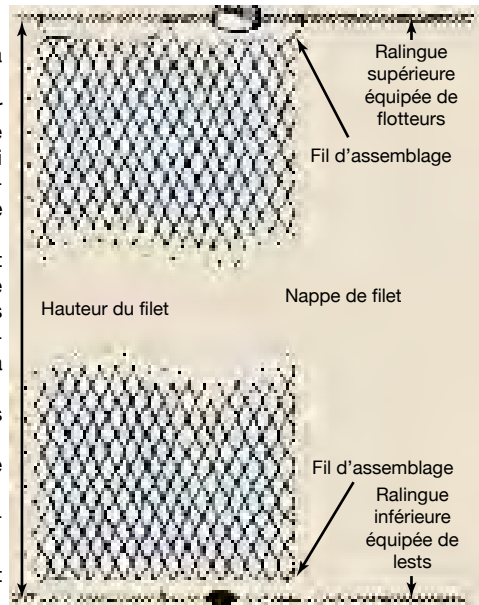 Ralingue
supérieure
équipée de
flotteurs
Fil d'assemblage
Nappe de filet
Hauteur du filet
Fil d'assemblage
Ralingue
inférieure
équipée de
lests